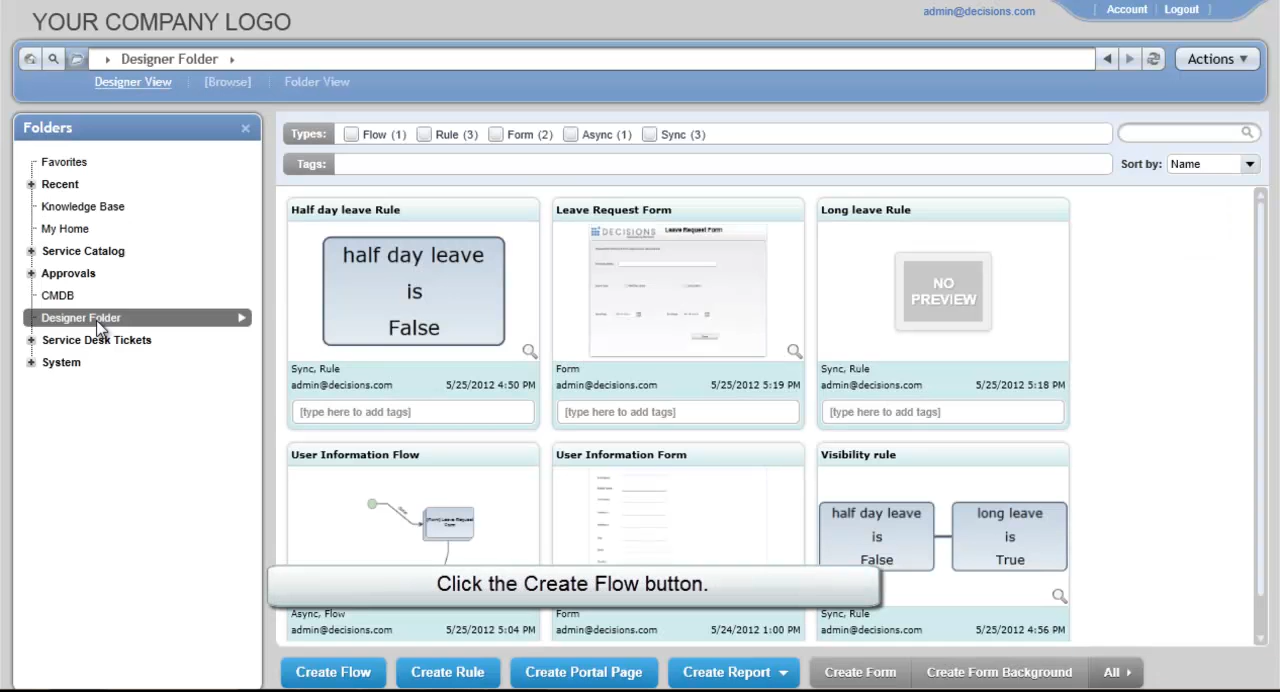 YOUR COMPANY LOGO
admin@decisions.com
[ Account | Logout ]
Designer Folder
Actions
Designer View
[Browse]
Folder View
Folders
Favorites
Recent
Knowledge Base
My Home
Service Catalog
Approvals
CMDB
Designer Folder
Service Desk Tickets
System
Types: Flow (1) Rule (3) Form (2) Async (1) Sync (3)
Tags:
Sort by: Name
Half day leave Rule
half day leave
is
False
Sync, Rule
admin@decisions.com 5/25/2012 4:50 PM
[type here to add tags]
Leave Request Form
DECISIONS Leave Request Form
Form
admin@decisions.com 5/25/2012 5:19 PM
[type here to add tags]
Long leave Rule
NO
PREVIEW
Sync, Rule
admin@decisions.com 5/25/2012 5:18 PM
[type here to add tags]
User Information Flow
[Form] Leave Request
Form
Async, Flow
admin@decisions.com 5/25/2012 5:04 PM
User Information Form
Form
admin@decisions.com 5/24/2012 1:00 PM
Visibility rule
half day leave
is
False
long leave
is
True
Sync, Rule
admin@decisions.com 5/25/2012 4:56 PM
Click the Create Flow button.
Create Flow
Create Rule
Create Portal Page
Create Report
Create Form
Create Form Background
All